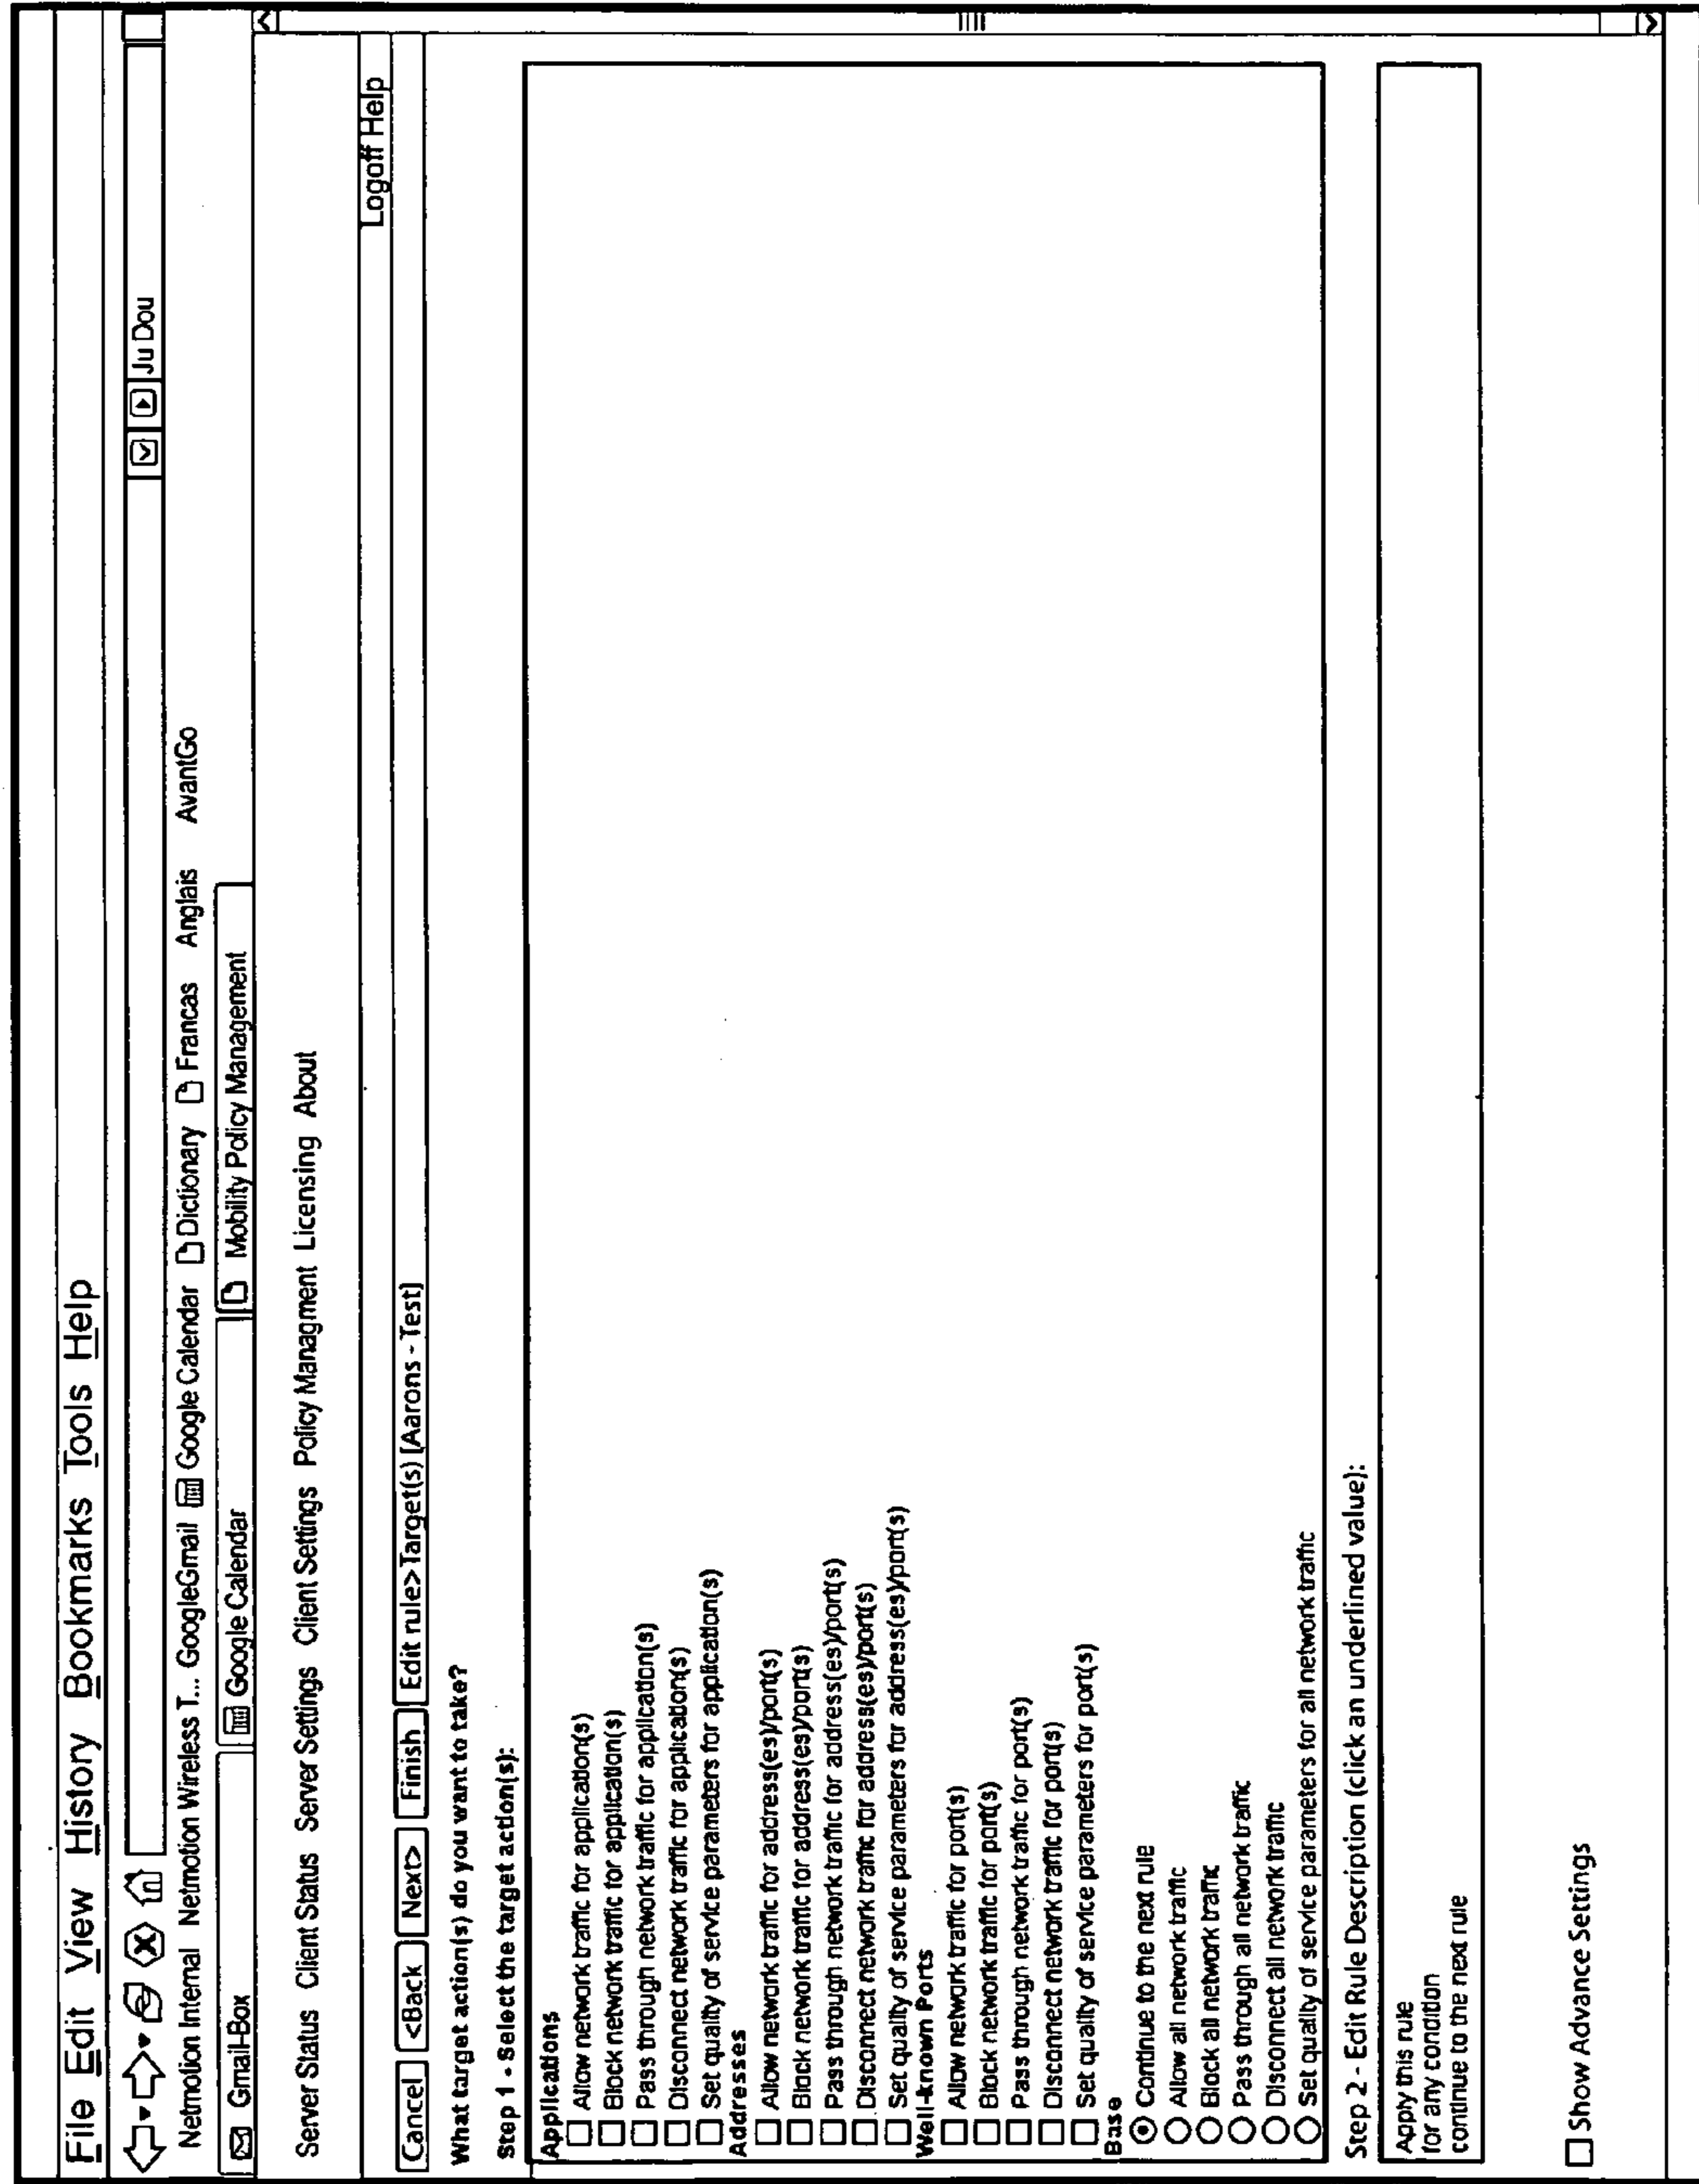 File Edit View History Bookmarks Tools Help
Ju Dou
Netmotion Internal Netmotion Wireless T... GoogleGmail Google Calendar Dictionary Francas Anglais AvantGo
Gmail-Box Google Calendar Mobility Policy Management
Server Status Client Status Server Settings Client Settings Policy Managment Licensing About
Logoff Help
Cancel <Back Next> Finish Edit rule>Target(s) [Aarons - Test]
What target action(s) do you want to take?
Step 1 - Select the target action(s):
Applications
Allow network traffic for application(s)
Block network traffic for application(s)
Pass through network traffic for application(s)
Disconnect network traffic for application(s)
Set quality of service parameters for application(s)
Addresses
Allow network traffic for address(es)/port(s)
Block network traffic for address(es)/port(s)
Pass through network traffic for address(es)/port(s)
Disconnect network traffic for address(es)/port(s)
Set quality of service parameters for address(es)/port(s)
Well-known Ports
Allow network traffic for port(s)
Block network traffic for port(s)
Pass through network traffic for port(s)
Disconnect network traffic for port(s)
Set quality of service parameters for port(s)
Base
Continue to the next rule
Allow all network traffic
Block all network traffic
Pass through all network traffic
Disconnect all network traffic
Set quality of service parameters for all network traffic
Step 2 - Edit Rule Description (click an underlined value):
Apply this rule
for any condition
continue to the next rule
Show Advance Settings